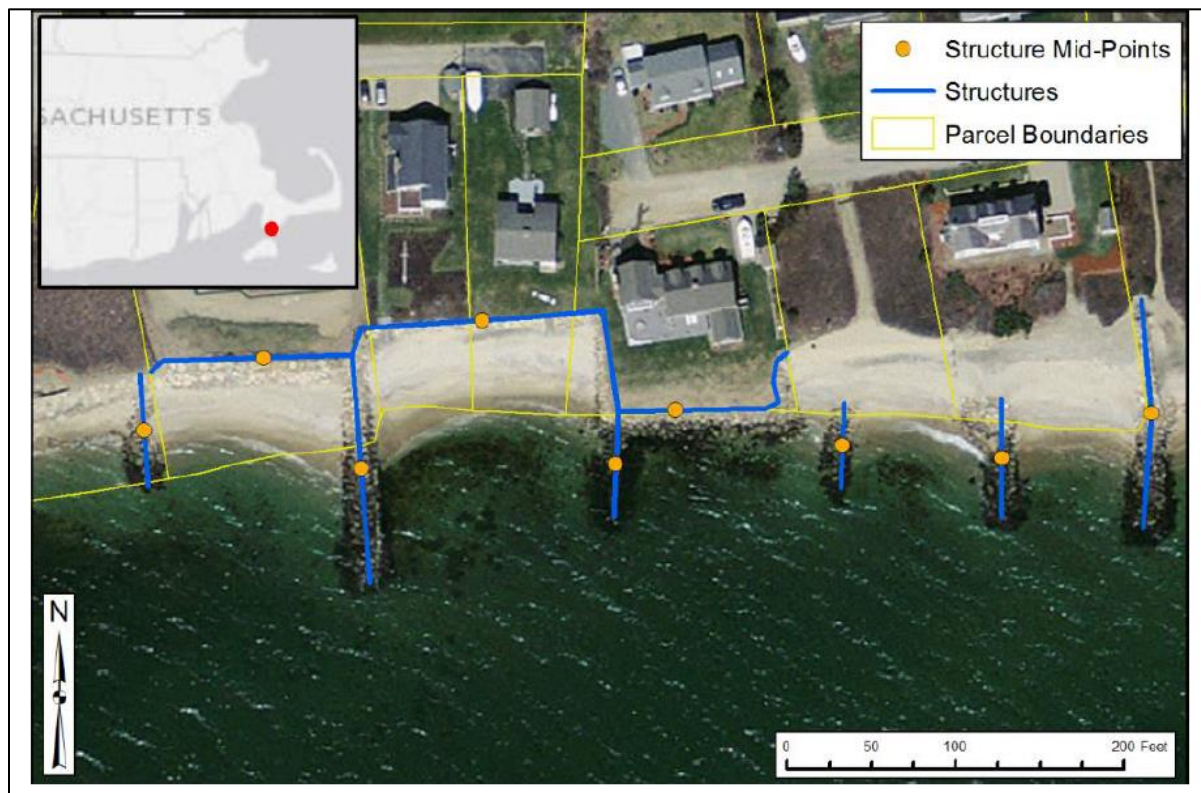 SACHUSETTS
Structure Mid-Points
Structures
Parcel Boundaries
N
0 50 100 200 Feet